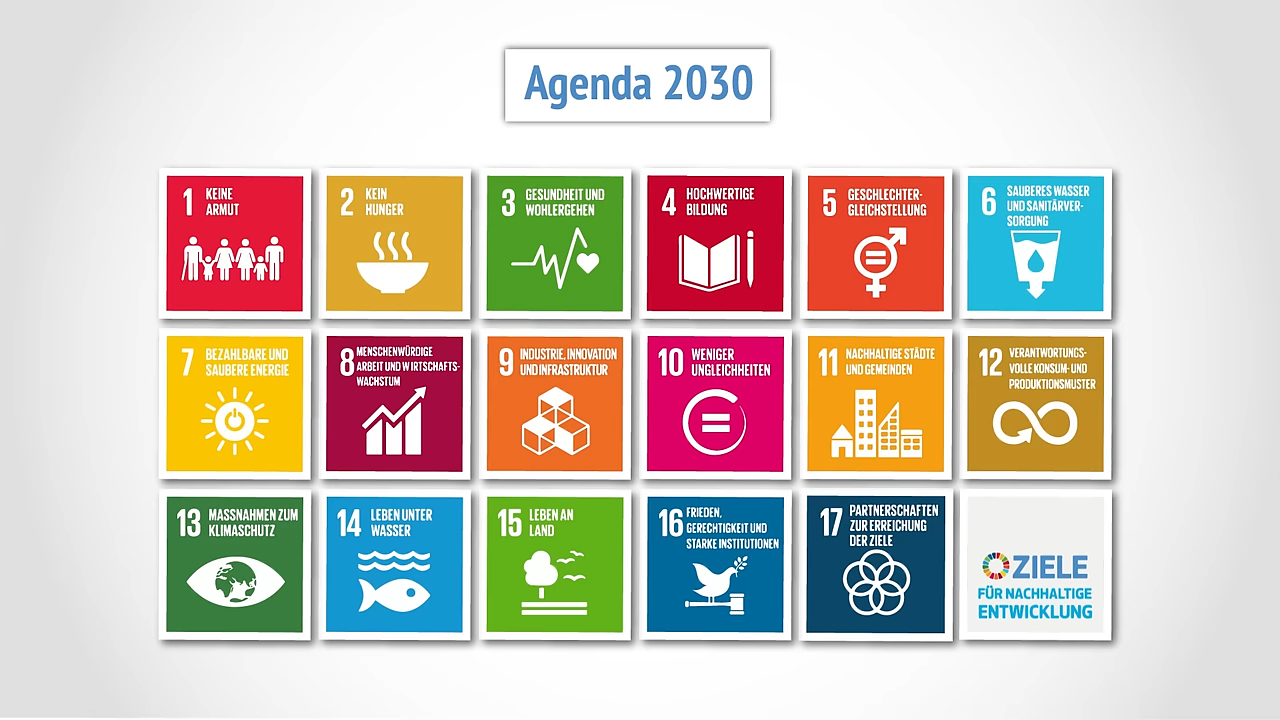 Agenda 2030
1 KEINE
ARMUT
2 KEIN
HUNGER
3 GESUNDHEIT UND
WOHLERGEHEN
4 HOCHWERTIGE
BILDUNG
5 GESCHLECHTER-
GLEICHSTELLUNG
6 SAUBERES WASSER
UND SANITÄRVER-
SORGUNG
7 BEZAHLBARE UND
SAUBERE ENERGIE
8 MENSCHENWÜRDIGE
ARBEIT UND WIRTSCHAFTS-
WACHSTUM
9 INDUSTRIE, INNOVATION
UND INFRASTRUKTUR
10 WENIGER
UNGLEICHHEITEN
11 NACHHALTIGE STÄDTE
UND GEMEINDEN
12 VERANTWORTUNGS-
VOLLE KONSUM- UND
PRODUKTIONSMUSTER
13 MASSNAHMEN ZUM
KLIMASCHUTZ
14 LEBEN UNTER
WASSER
15 LEBEN AN
LAND
16 FRIEDEN,
GERECHTIGKEIT UND
STARKE INSTITUTIONEN
17 PARTNERSCHAFTEN
ZUR ERREICHUNG
DER ZIELE
ZIELE
FÜR NACHHALTIGE
ENTWICKLUNG